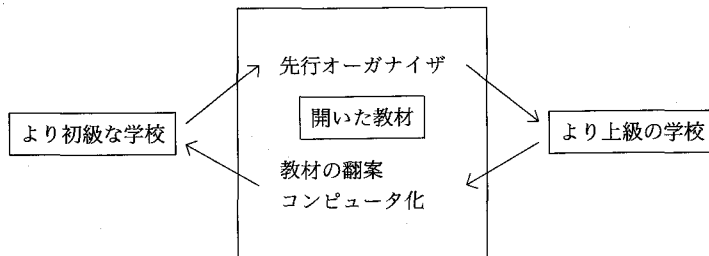 先行オーガナイザ
開いた教材
より初級な学校
より上級の学校
教材の翻案
コンピュータ化